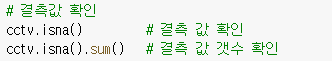 # 결측값 확인
cctv.isna() # 결측 값 확인
cctv.isna().sum() # 결측 값 갯수 확인